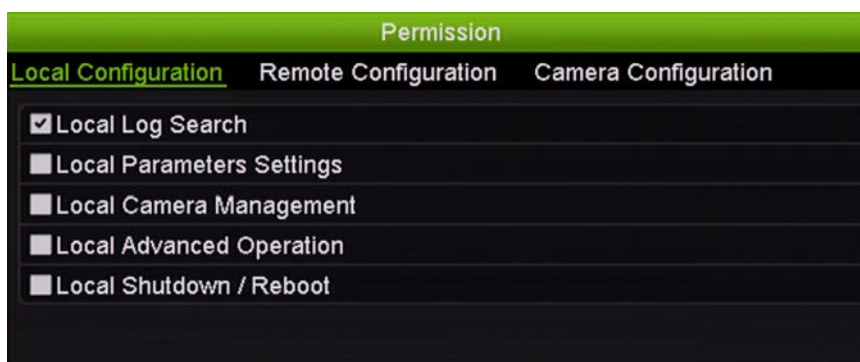 Permission
Local Configuration Remote Configuration Camera Configuration
Local Log Search
Local Parameters Settings
Local Camera Management
Local Advanced Operation
Local Shutdown / Reboot